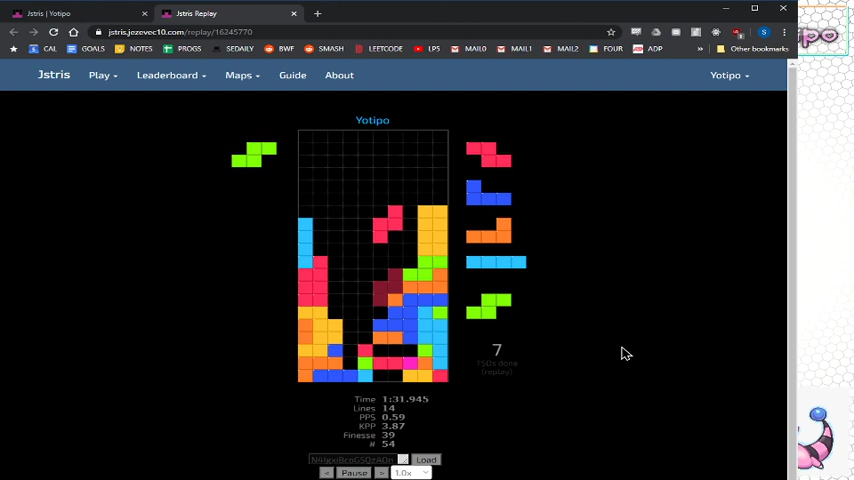 Jstris | Yotipo
Jstris Replay
jstris.jezevec10.com/replay/16245770
CAL
GOALS
NOTES
PROGS
SEDAILY
BWF
SMASH
LEETCODE
LP5
MAIL0
MAIL1
MAIL2
FOUR
ADP
»
Other bookmarks
Jstris
Play
Leaderboard
Maps
Guide
About
Yotipo
Yotipo
7
TSDs done
(replay)
Time 1:31.945
Lines 14
PPS 0.59
KPP 3.87
Finesse 39
# 54
Load
< Pause > 1.0x